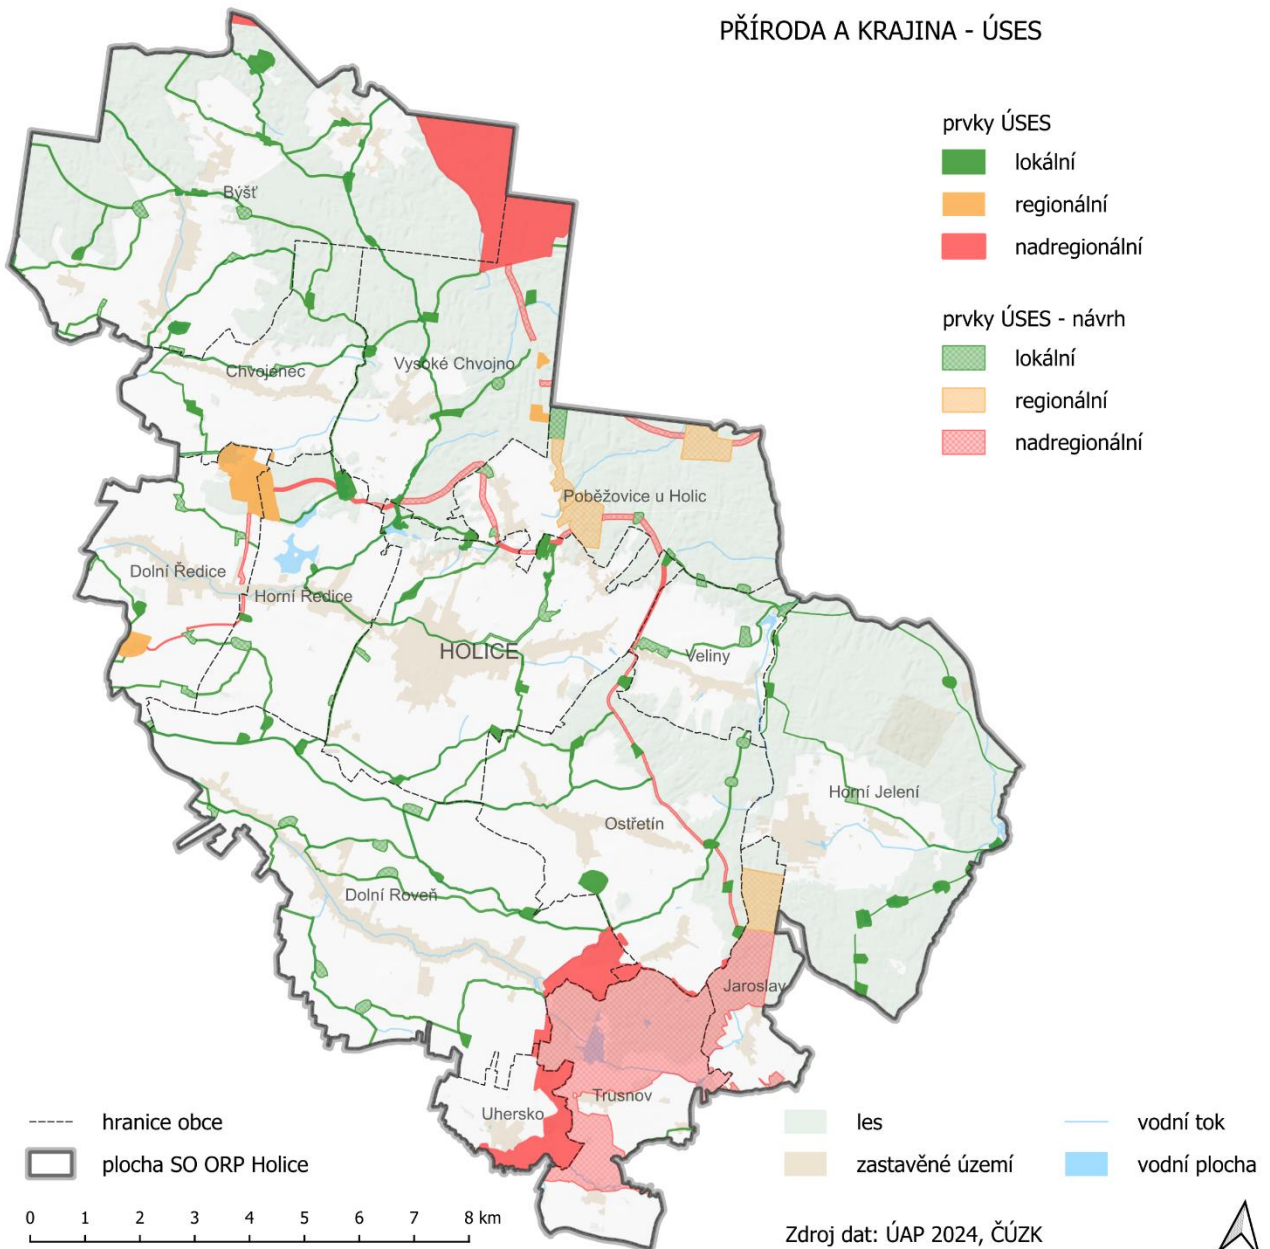 PŘÍRODA A KRAJINA - ÚSES
prvky ÚSES
lokální
regionální
nadregionální
prvky ÚSES - návrh
lokální
regionální
nadregionální
Býšť
Chvojenec
Vysoké Chvojno
Poběžovice u Holic
Dolní Ředice
Horní Ředice
HOLICE
Veliny
Horní Jelení
Ostřetín
Dolní Roveň
Jaroslav
Trusnov
Uhersko
hranice obce
plocha SO ORP Holice
les
zastavěné území
vodní tok
vodní plocha
0 1 2 3 4 5 6 7 8 km
Zdroj dat: ÚAP 2024, ČÚZK